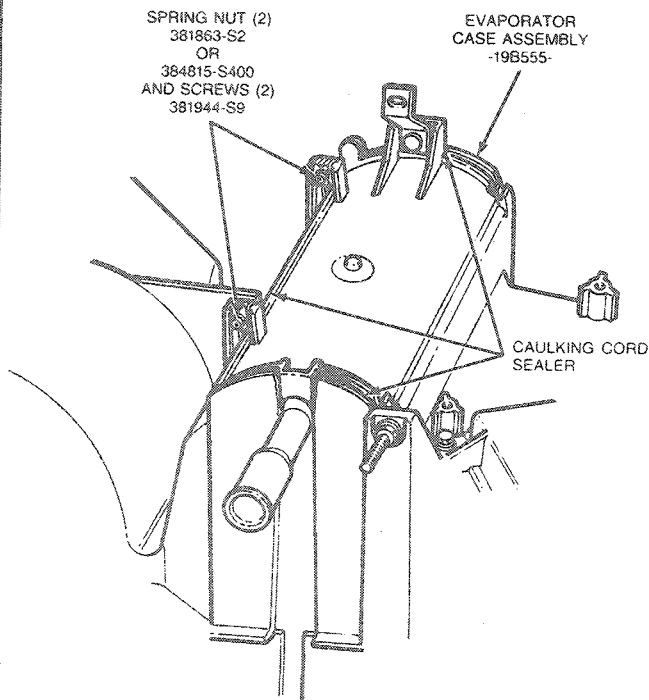 SPRING NUT (2)
381863-S2
OR
384815-S400
AND SCREWS (2)
381944-S9
EVAPORATOR
CASE ASSEMBLY
-19B555-
CAULKING CORD
SEALER